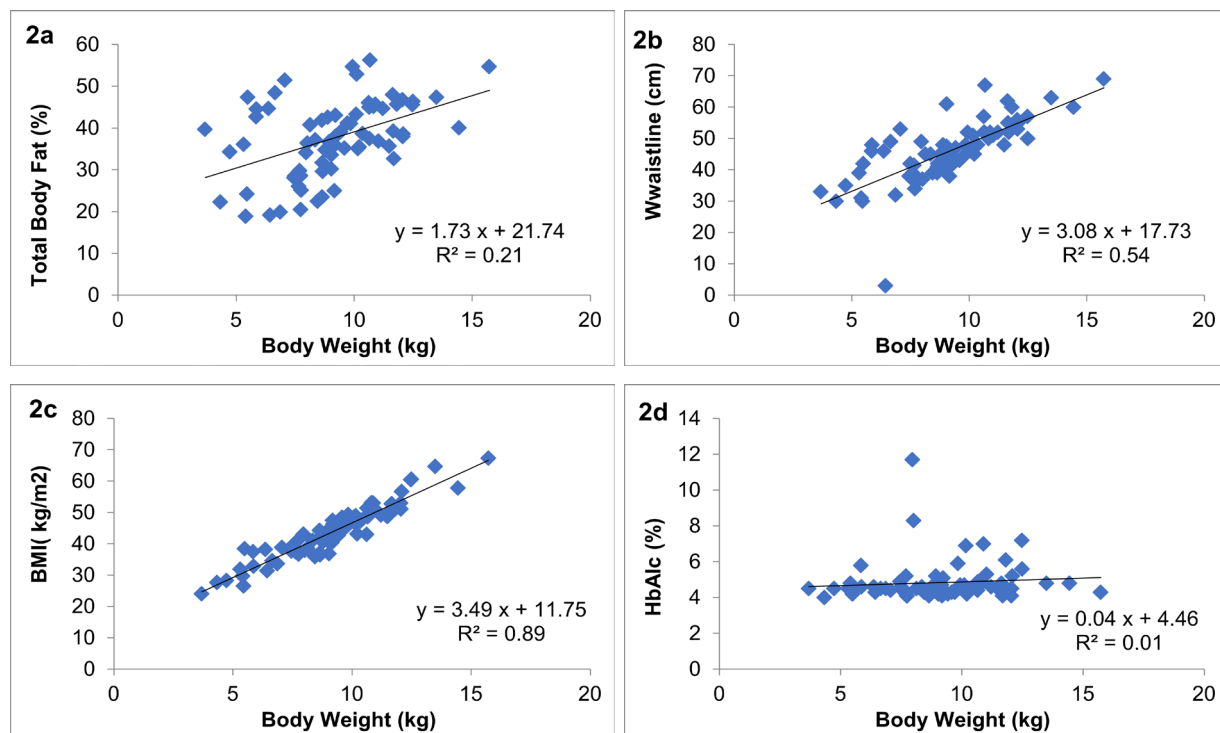 2a
Total Body Fat (%)
60
50
40
30
20
10
0
y = 1.73 x + 21.74
R² = 0.21
0 5 10 15 20
Body Weight (kg)
2b
Wwaistline (cm)
80
70
60
50
40
30
20
10
0
y = 3.08 x + 17.73
R² = 0.54
0 5 10 15 20
Body Weight (kg)
2c
BMI( kg/m2)
80
70
60
50
40
30
20
10
0
y = 3.49 x + 11.75
R² = 0.89
0 5 10 15 20
Body Weight (kg)
2d
HbAlc (%)
14
12
10
8
6
4
2
0
y = 0.04 x + 4.46
R² = 0.01
0 5 10 15 20
Body Weight (kg)